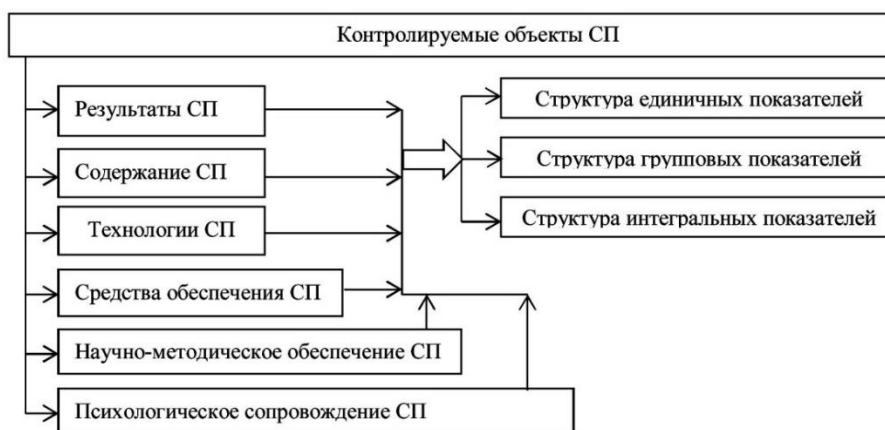 Контролируемые объекты СП
Результаты СП
Содержание СП
Технологии СП
Средства обеспечения СП
Научно-методическое обеспечение СП
Психологическое сопровождение СП
Структура единичных показателей
Структура групповых показателей
Структура интегральных показателей